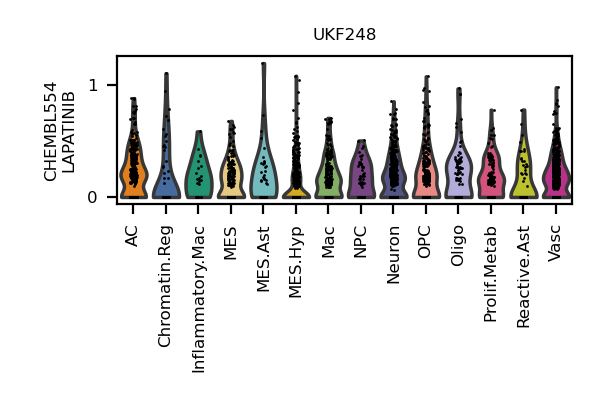 UKF248
CHEMBL554
LAPATINIB
1
0
AC
Chromatin.Reg
Inflammatory.Mac
MES
MES.Ast
MES.Hyp
Mac
NPC
Neuron
OPC
Oligo
Prolif.Metab
Reactive.Ast
Vasc